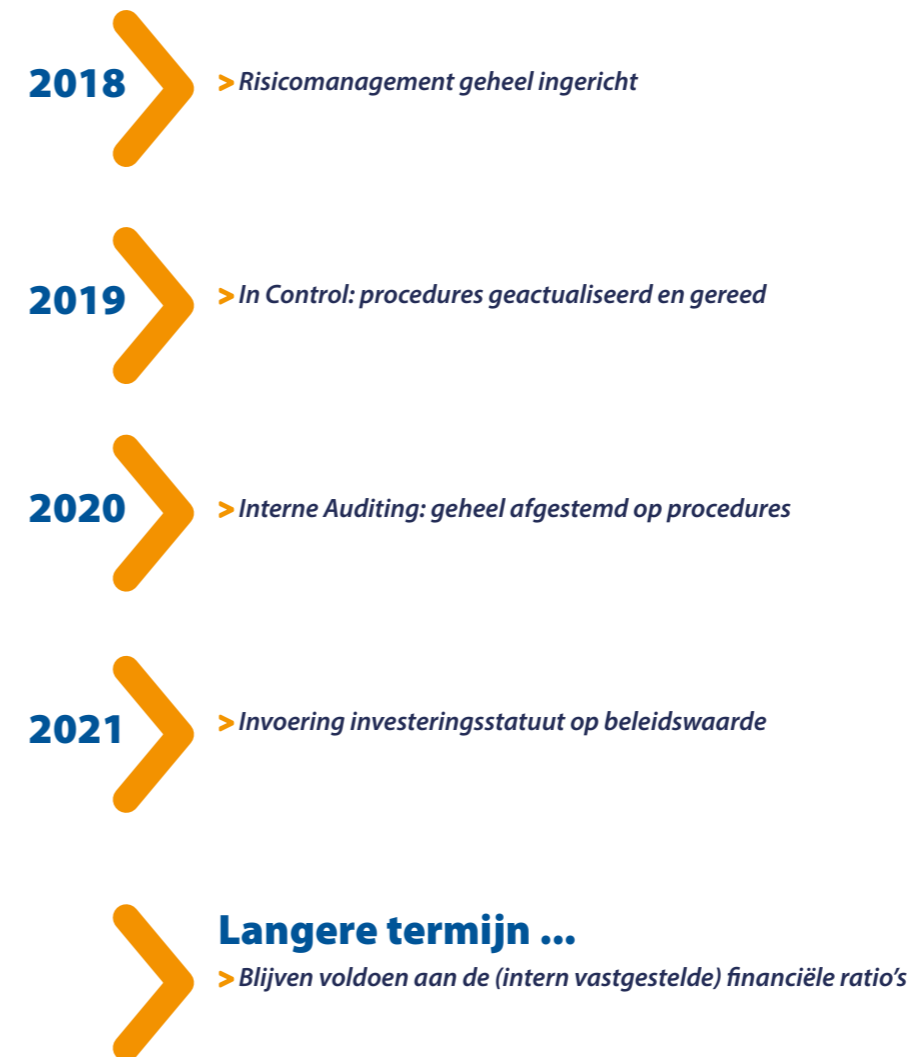 2018
> Risicomanagement geheel ingericht
2019
> In Control: procedures geactualiseerd en gereed
2020
> Interne Auditing: geheel afgestemd op procedures
2021
> Invoering investeringsstatuut op beleidswaarde
Langere termijn ...
> Blijven voldoen aan de (intern vastgestelde) financiële ratio’s